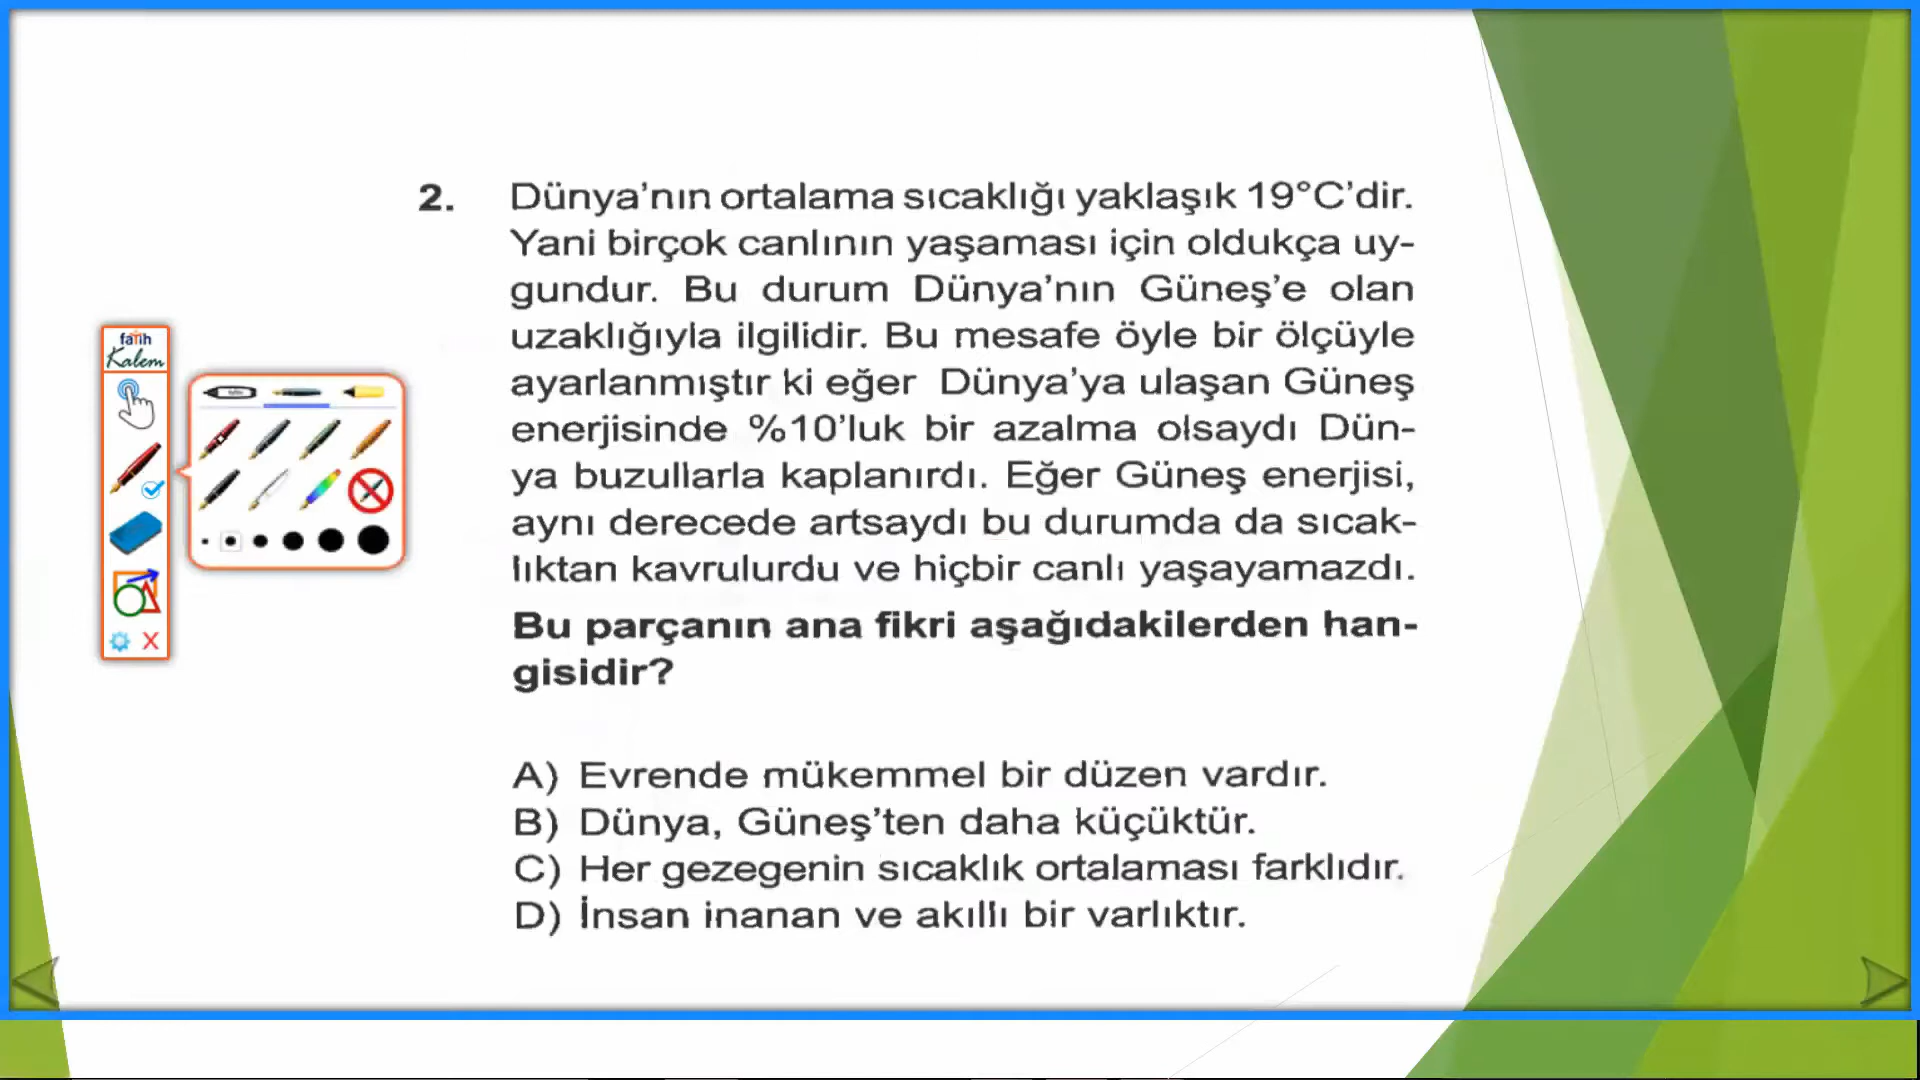 2. Dünya'nın ortalama sıcaklığı yaklaşık 19°C'dir.
Yani birçok canlının yaşaması için oldukça uy-
gundur. Bu durum Dünya'nın Güneş'e olan
uzaklığıyla ilgilidir. Bu mesafe öyle bir ölçüyle
ayarlanmıştır ki eğer Dünya'ya ulaşan Güneş
enerjisinde %10'luk bir azalma olsaydı Dün-
ya buzullarla kaplanırdı. Eğer Güneş enerjisi,
aynı derecede artsaydı bu durumda da sıcak-
lıktan kavrulurdu ve hiçbir canlı yaşayamazdı.
Bu parçanın ana fikri aşağıdakilerden han-
gisidir?
fatih
Kalem
A) Evrende mükemmel bir düzen vardır.
B) Dünya, Güneş'ten daha küçüktür.
C) Her gezegenin sıcaklık ortalaması farklıdır.
D) İnsan inanan ve akıllı bir varlıktır.